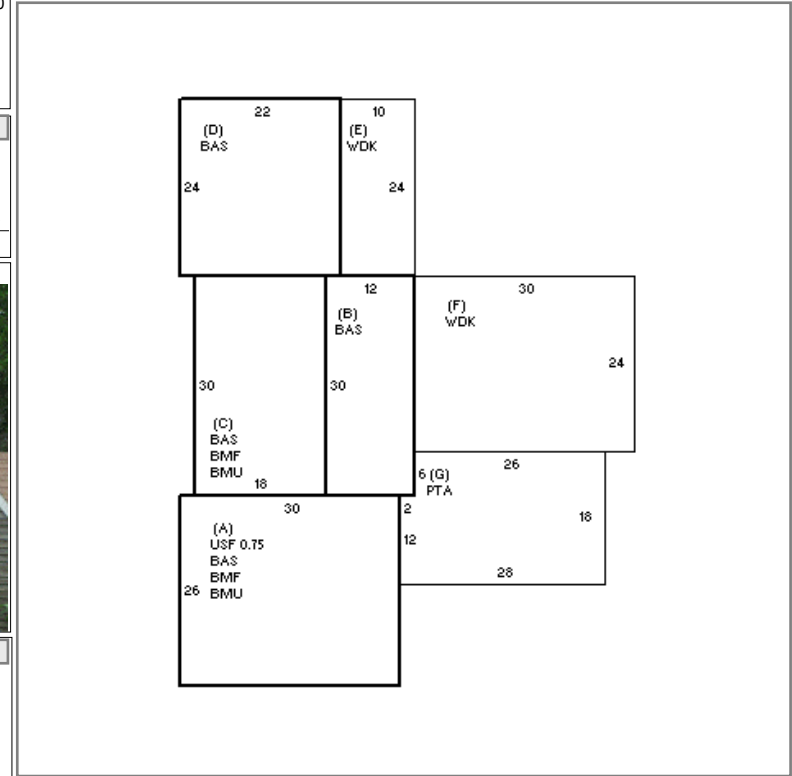 22
(D)
BAS
24
10
(E)
WDK
24
12
(B)
BAS
30
30
(F)
WDK
24
30
(C)
BAS
BMF
BMU
18
26
6 (G)
PTA
18
2
12
28
30
(A)
USF 0.75
BAS
BMF
BMU
26